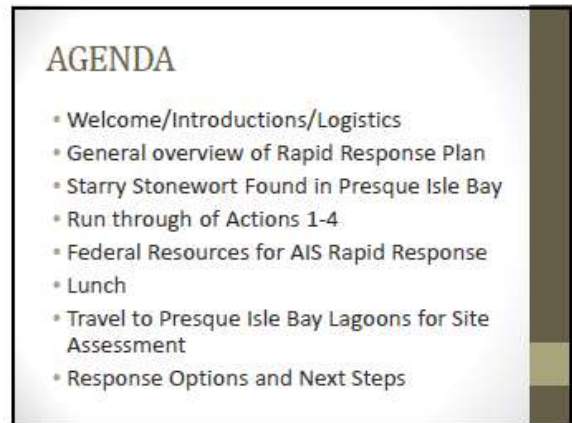 AGENDA
• Welcome/Introductions/Logistics
• General overview of Rapid Response Plan
• Starry Stonewort Found in Presque Isle Bay
• Run through of Actions 1-4
• Federal Resources for AIS Rapid Response
• Lunch
• Travel to Presque Isle Bay Lagoons for Site
Assessment
• Response Options and Next Steps